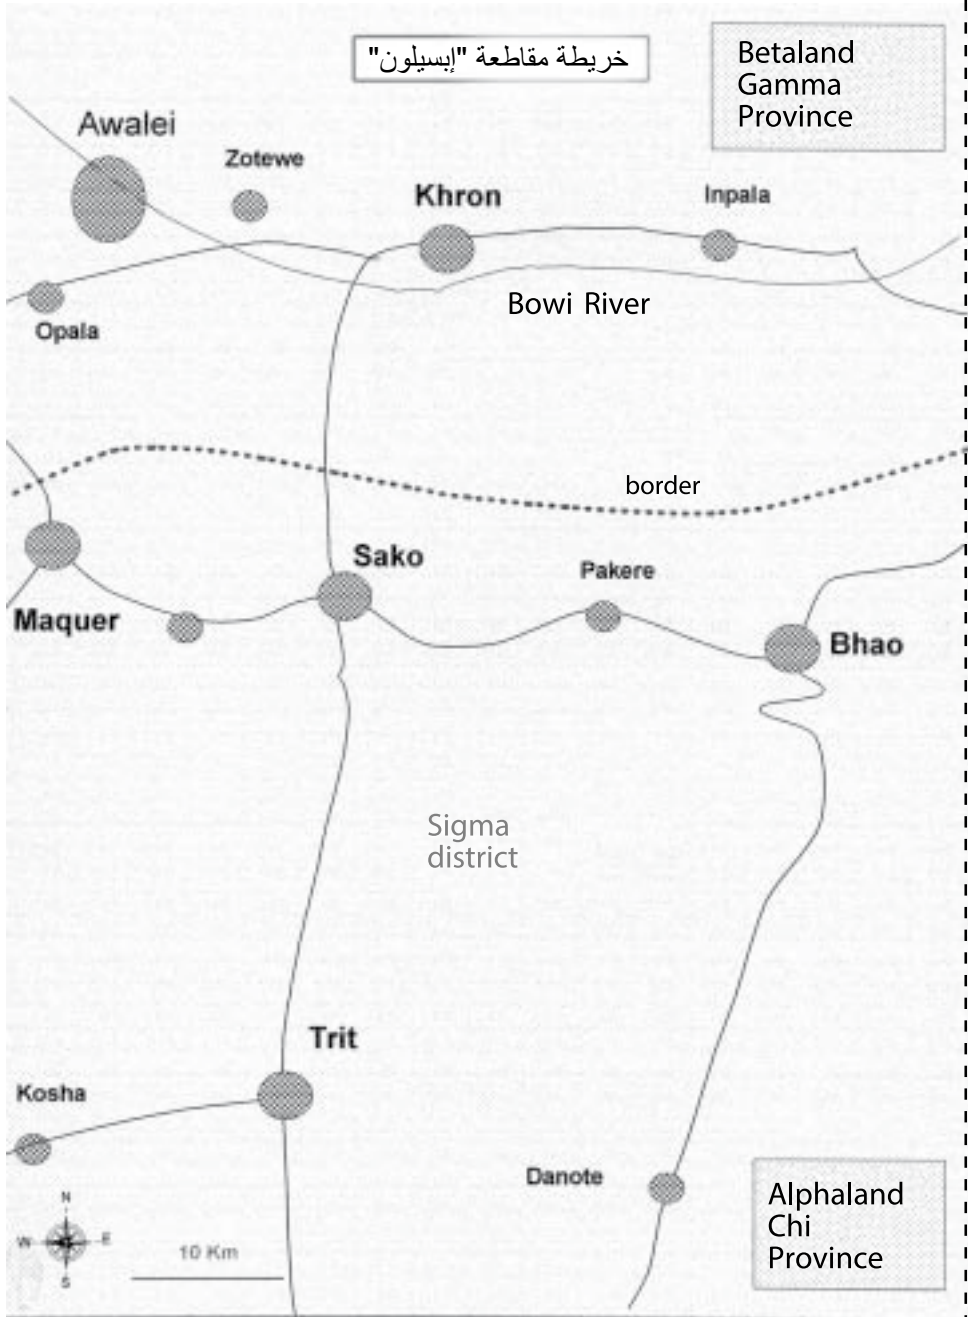 خريطة مقاطعة "إبسيلون"
Betaland
Gamma
Province
Awalei
Zotewe
Khron
Inpala
Bowi River
Opala
border
Sako
Pakere
Maquer
Bhao
Sigma
district
Trit
Kosha
Danote
Alphaland
Chi
Province
N
W E
S
10 Km